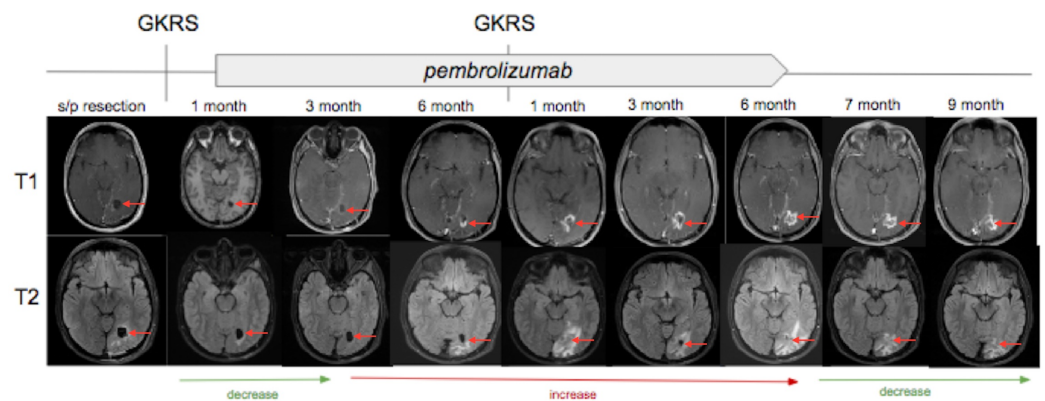 GKRS GKRS
pembrolizumab
s/p resection 1 month 3 month 6 month 1 month 3 month 6 month 7 month 9 month
T1
T2
decrease increase decrease